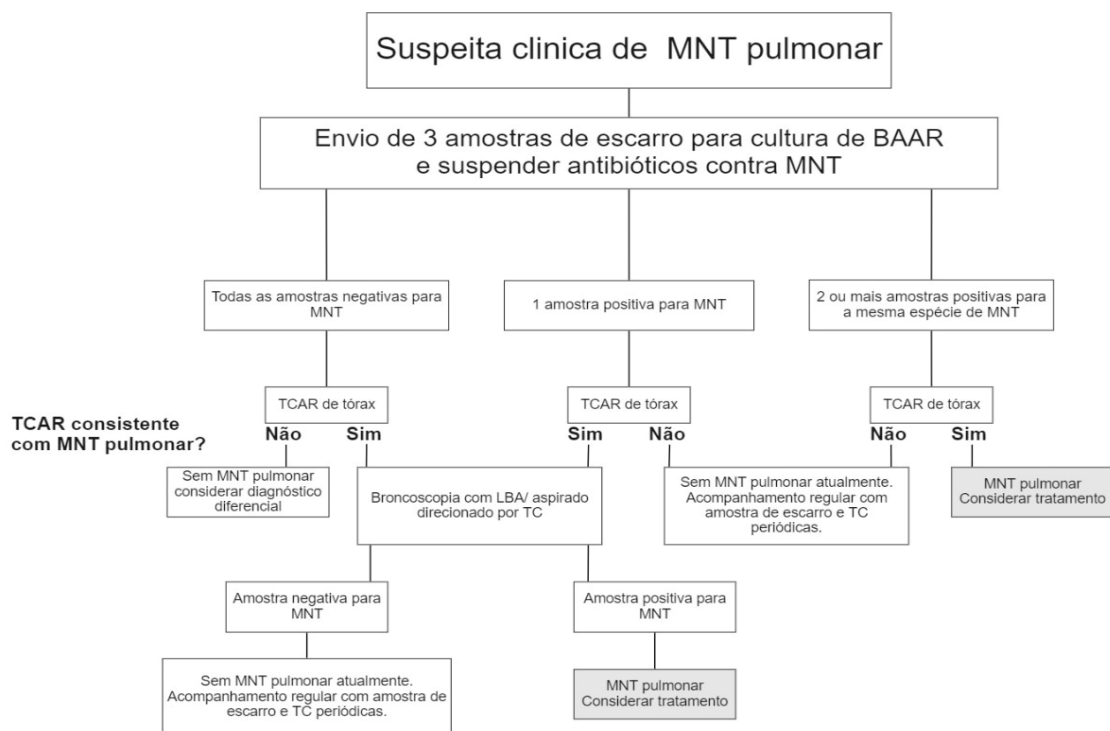 Suspeita clinica de MNT pulmonar
Envio de 3 amostras de escarro para cultura de BAAR
e suspender antibióticos contra MNT
Todas as amostras negativas para
MNT
1 amostra positiva para MNT
2 ou mais amostras positivas para
a mesma espécie de MNT
TCAR consistente
com MNT pulmonar?
TCAR de tórax
Não Sim
TCAR de tórax
Sim Não
TCAR de tórax
Não Sim
Sem MNT pulmonar
considerar diagnóstico
diferencial
Broncoscopia com LBA/ aspirado
direcionado por TC
Sem MNT pulmonar atualmente.
Acompanhamento regular com
amostra de escarro e TC
periódicas.
MNT pulmonar
Considerar tratamento
Amostra negativa para
MNT
Amostra positiva para
MNT
Sem MNT pulmonar atualmente.
Acompanhamento regular com amostra de
escarro e TC periódicas.
MNT pulmonar
Considerar tratamento